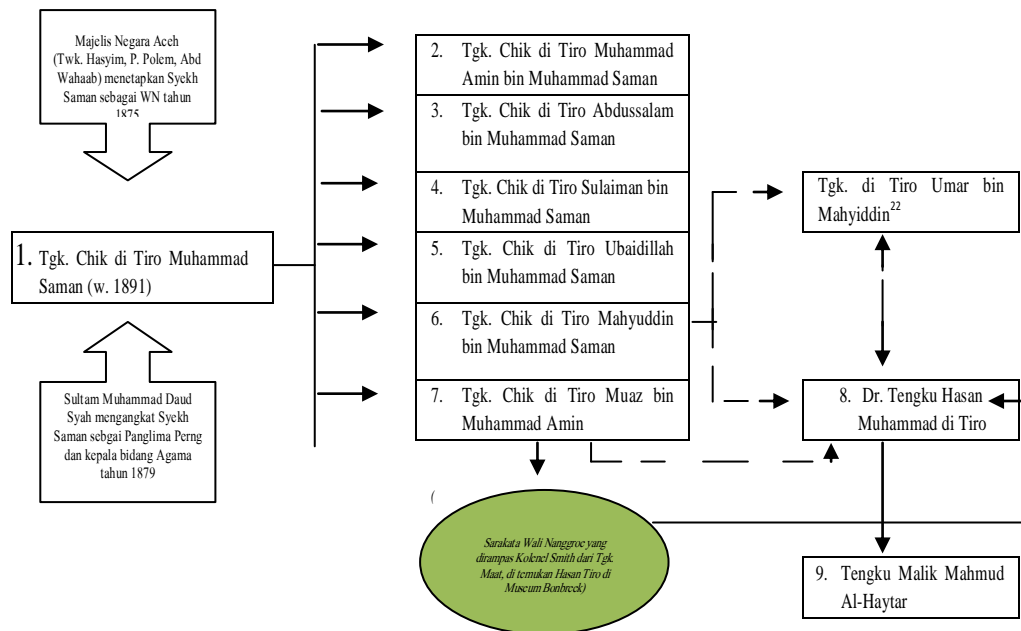 Majelis Negara Aceh
(Twk. Hasyim, P. Polem, Abd
Wahaab) menetapkan Syekh
Saman sebagai WN tahun
1875
1. Tgk. Chik di Tiro Muhammad
Saman (w. 1891)
Sultam Muhammad Daud
Syah mengangkat Syekh
Saman sebgai Panglima Perng
dan kepala bidang Agama
tahun 1879
2. Tgk. Chik di Tiro Muhammad
Amin bin Muhammad Saman
3. Tgk. Chik di Tiro Abdussalam
bin Muhammad Saman
4. Tgk. Chik di Tiro Sulaiman bin
Muhammad Saman
5. Tgk. Chik di Tiro Ubaidillah
bin Muhammad Saman
6. Tgk. Chik di Tiro Mahyuddin
bin Muhammad Saman
7. Tgk. Chik di Tiro Muaz bin
Muhammad Amin
(
Sarakata Wali Nanggroe yang
dirampas Kolenel Smith dari Tgk.
Maat, di temukan Hasan Tiro di
Museum Bonbreek)
Tgk. di Tiro Umar bin
Mahyiddin²²
8. Dr. Tengku Hasan
Muhammad di Tiro
9. Tengku Malik Mahmud
Al-Haytar